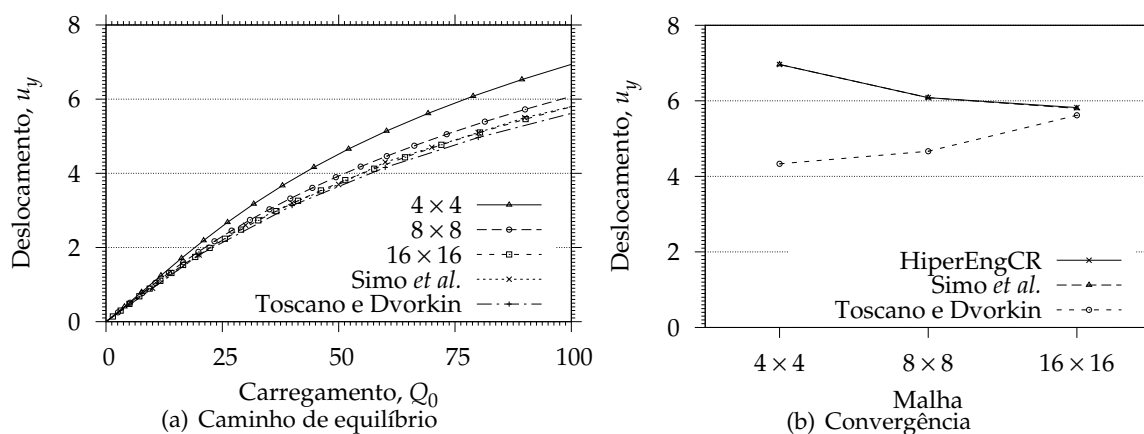 8
6
4
2
0
Deslocamento, u_y
4 × 4
8 × 8
16 × 16
Simo et al.
Toscano e Dvorkin
0
25
50
75
100
Carregamento, Q_0
(a) Caminho de equilíbrio
8
6
4
2
0
Deslocamento, u_y
HiperEngCR
Simo et al.
Toscano e Dvorkin
4 × 4
8 × 8
16 × 16
Malha
(b) Convergência